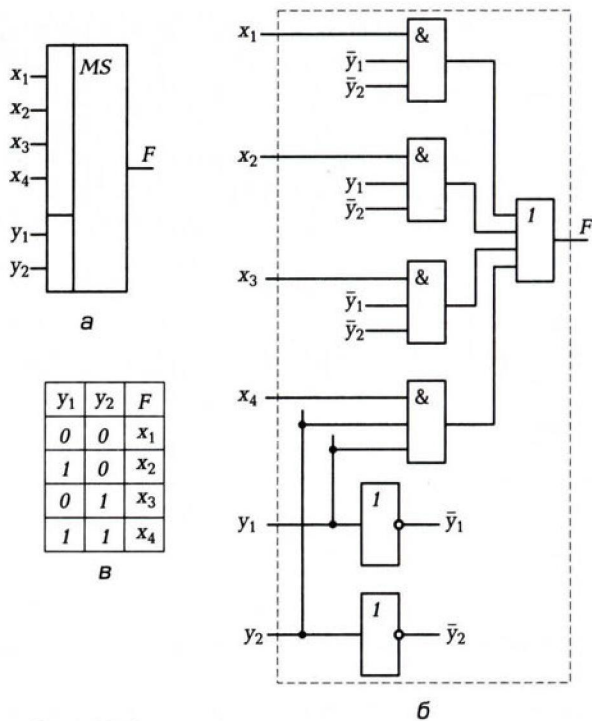 x₁
x₂
x₃
x₄
y₁
y₂
MS
F
а
y₁ y₂ F
0 0 x₁
1 0 x₂
0 1 x₃
1 1 x₄
в
x₁
&
ȳ₁
ȳ₂
x₂
&
y₁
ȳ₂
x₃
&
ȳ₁
ȳ₂
x₄
&
1
F
y₁
1
ȳ₁
y₂
1
ȳ₂
б